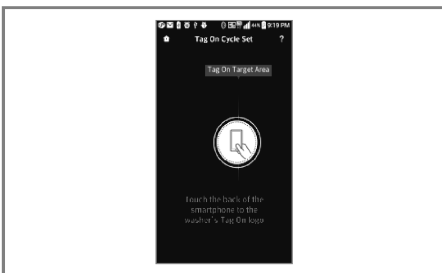 44% 9:19 PM
Tag On Cycle Set ?
Tag On Target Area
Touch the back of the
smartphone to the
washer's Tag On logo